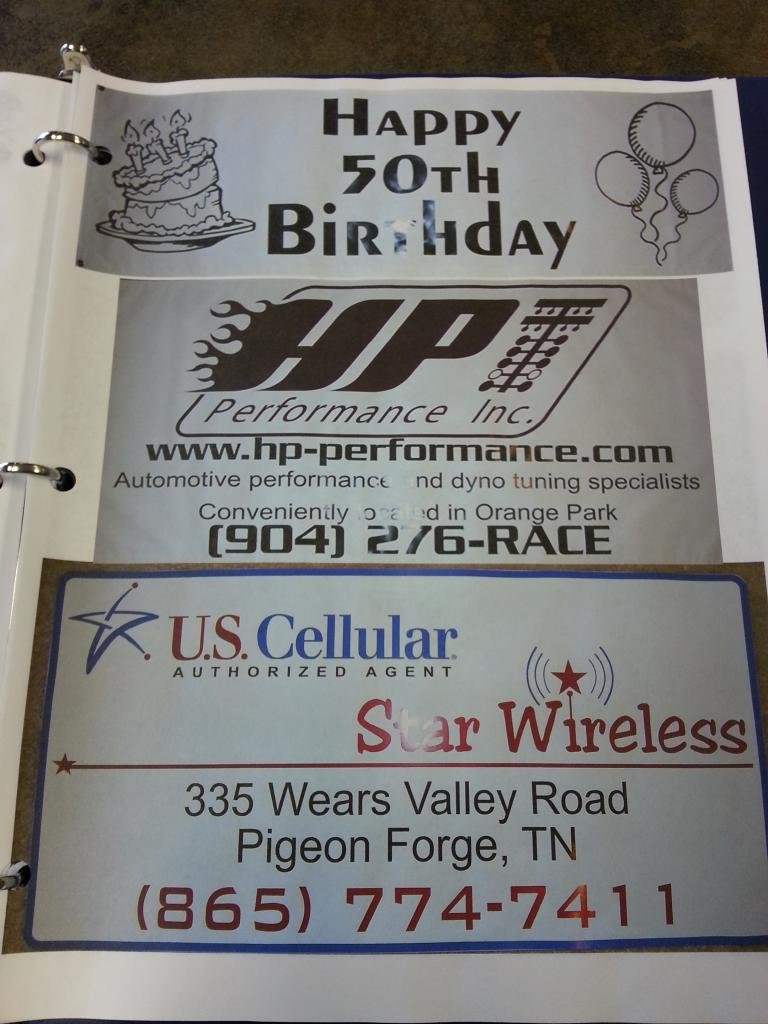 Happy
50th
Birthday
HPI
Performance Inc.
www.hp-performance.com
Automotive performance and dyno tuning specialists
Conveniently located in Orange Park
(904) 276-RACE
U.S. Cellular®
AUTHORIZED AGENT
Star Wireless
335 Wears Valley Road
Pigeon Forge, TN
(865) 774-7411